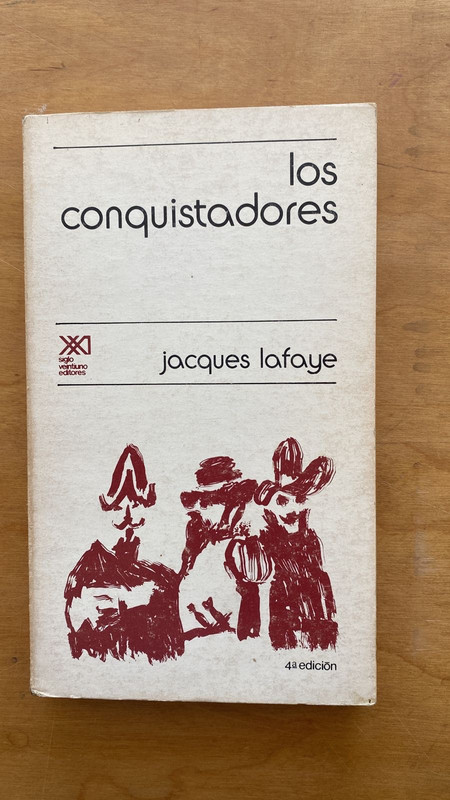 los
conquistadores
siglo
veintiuno
editores
jacques lafaye
4ª edición